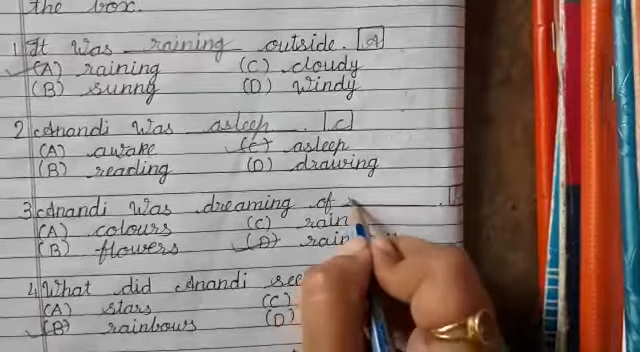 the box.
1 It was raining outside. A
(A) raining (C) cloudy
(B) sunny (D) windy
2 Anandi was asleep. C
(A) awake (C) asleep
(B) reading (D) drawing
3 Anandi was dreaming of
(A) colours (C) rain
(B) flowers (D)
4 What did Anandi see
(A) stars (C)
(B) rainbows (D)